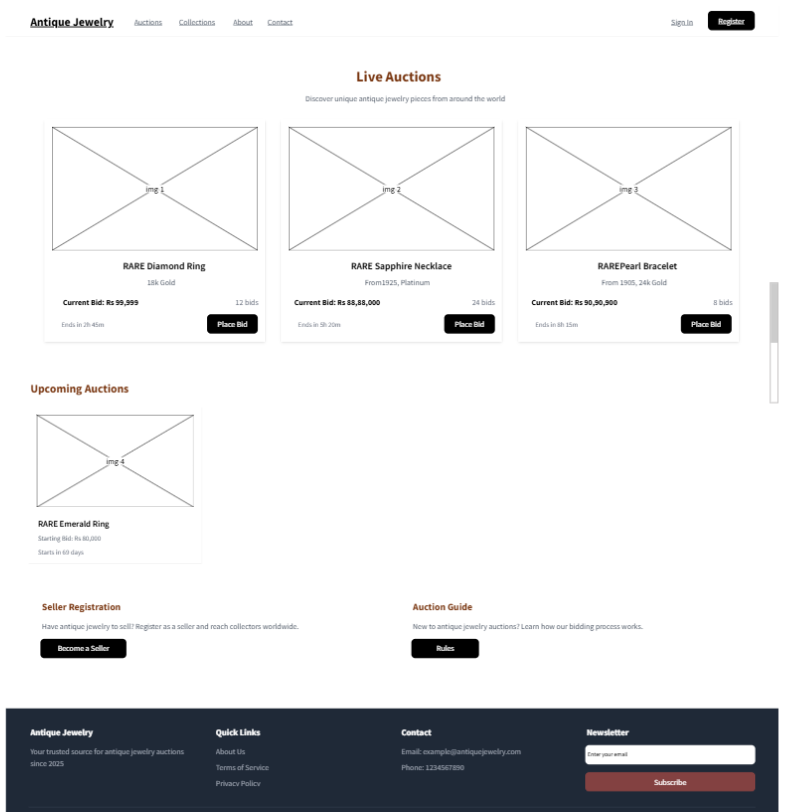 Antique Jewelry Auctions Collections About Contact Sign In Register
Live Auctions
Discover unique antique jewelry pieces from around the world
img 1
RARE Diamond Ring
18k Gold
Current Bid: Rs 99,999 12 bids
Ends in 2h 45m Place Bid
img 2
RARE Sapphire Necklace
From1925, Platinum
Current Bid: Rs 88,88,000 24 bids
Ends in 5h 20m Place Bid
img 3
RAREPearl Bracelet
From 1905, 24k Gold
Current Bid: Rs 90,90,900 8 bids
Ends in 8h 15m Place Bid
Upcoming Auctions
img 4
RARE Emerald Ring
Starting Bid: Rs 80,000
Starts in 69 days
Seller Registration
Have antique jewelry to sell? Register as a seller and reach collectors worldwide.
Become a Seller
Auction Guide
New to antique jewelry auctions? Learn how our bidding process works.
Rules
Antique Jewelry
Your trusted source for antique jewelry auctions
since 2025
Quick Links
About Us
Terms of Service
Privacy Policy
Contact
Email: example@antiquejewelry.com
Phone: 1234567890
Newsletter
Enter your email
Subscribe